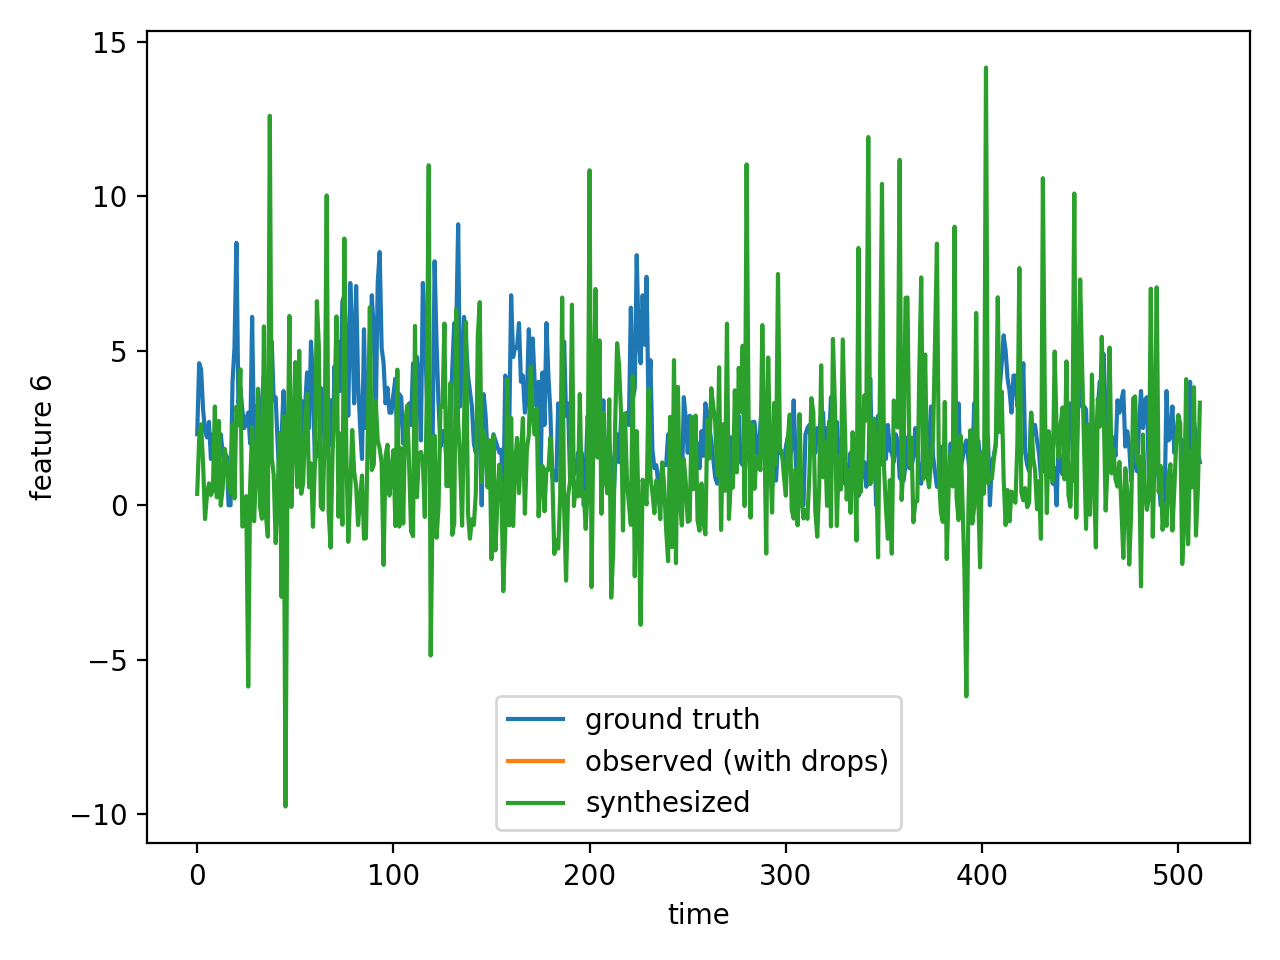 15
10
5
0
−5
−10
feature 6
ground truth
observed (with drops)
synthesized
0 100 200 300 400 500
time